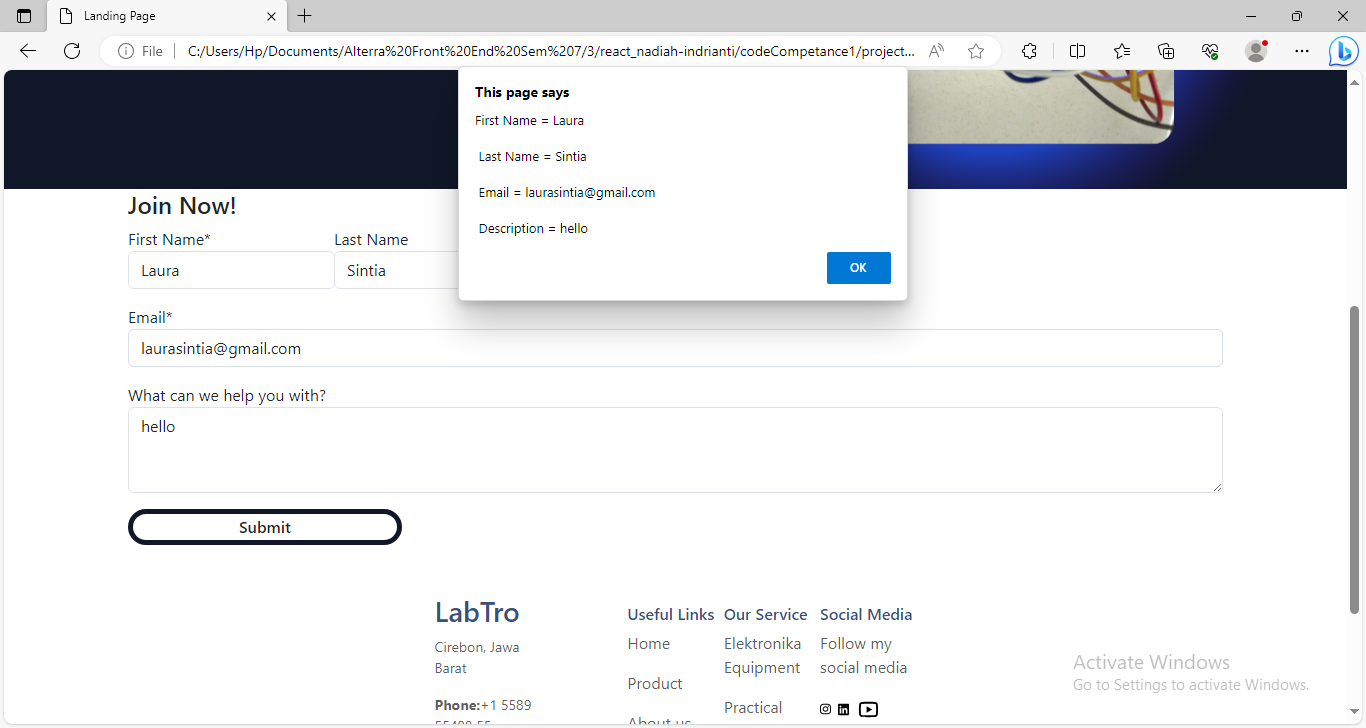 Landing Page
File
C:/Users/Hp/Documents/Alterra%20Front%20End%20Sem%207/3/react_nadiah-indrianti/codeCompetance1/project...
This page says
First Name = Laura
Last Name = Sintia
Email = laurasintia@gmail.com
Description = hello
OK
Join Now!
First Name* Last Name
Laura Sintia
Email*
laurasintia@gmail.com
What can we help you with?
hello
Submit
LabTro
Cirebon, Jawa
Barat
Phone:+1 5589
55488 55
Useful Links
Home
Product
About us
Our Service
Elektronika
Equipment
Practical
Social Media
Follow my
social media
Activate Windows
Go to Settings to activate Windows.